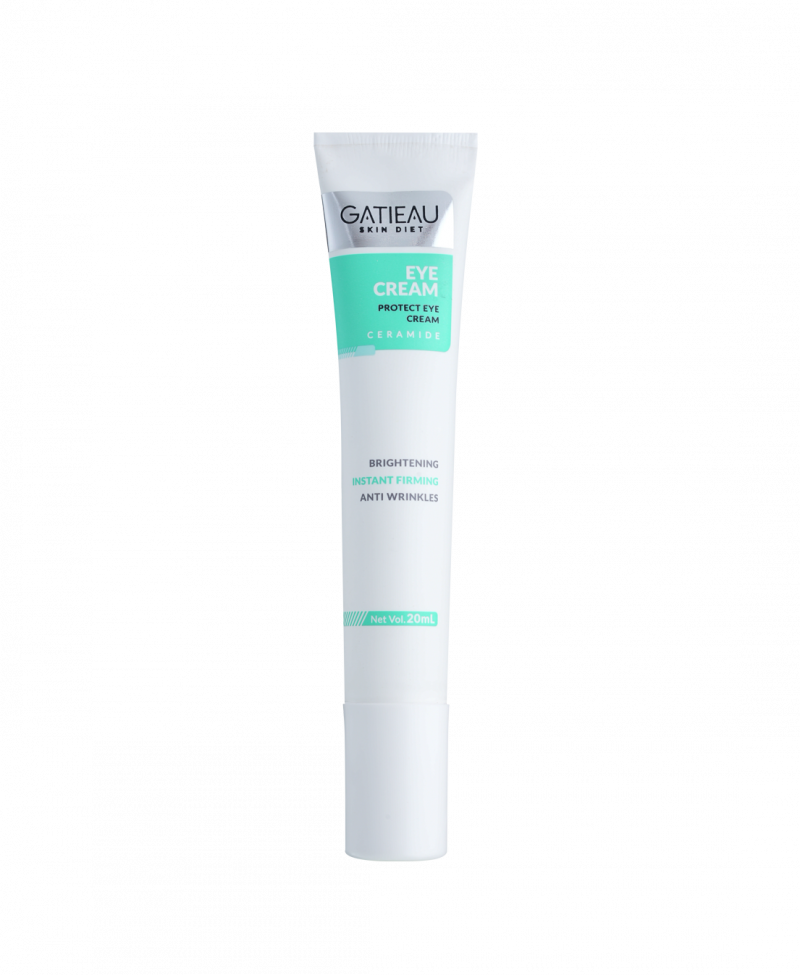 GATIEAU
SKIN DIET
EYE
CREAM
PROTECT EYE
CREAM
CERAMIDE
BRIGHTENING
INSTANT FIRMING
ANTI WRINKLES
Net Vol. 20mL